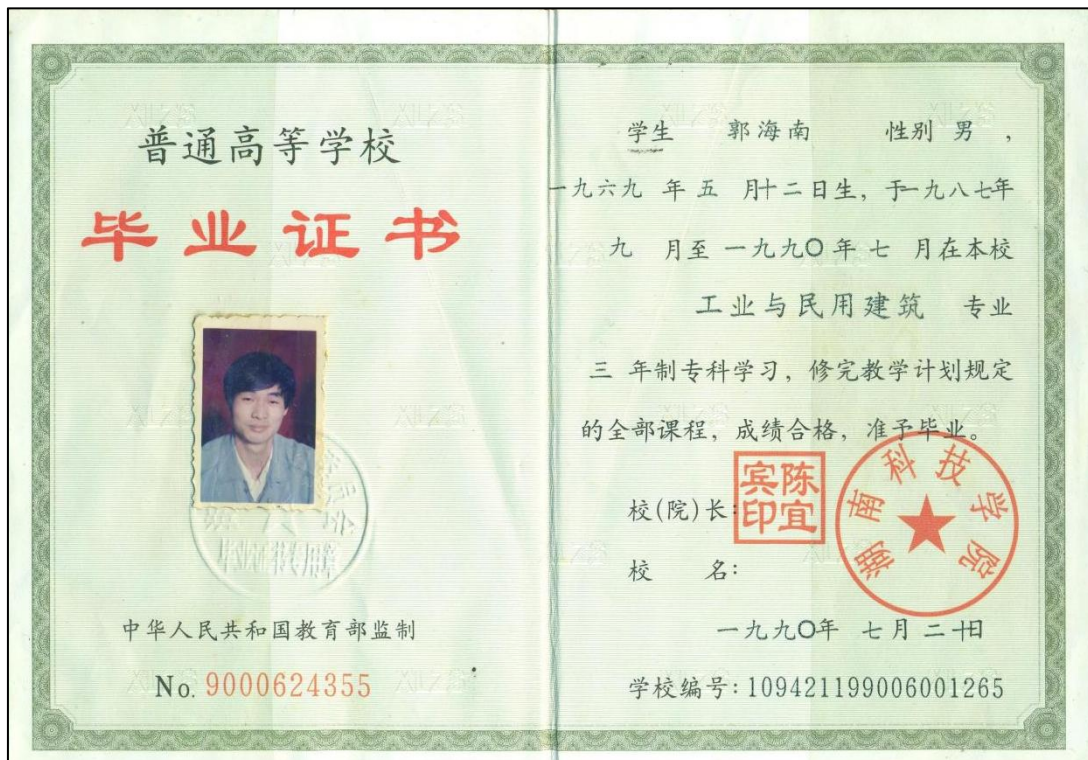 普通高等学校
毕业证书
中华人民共和国教育部监制
No. 9000624355
学生 郭海南 性别 男 ，
一九六九 年 五 月十二日生，于一九八七年
九 月至 一九九〇 年 七 月在本校
工业与民用建筑 专业
三 年制专科学习，修完教学计划规定
的全部课程，成绩合格，准予毕业。
校(院)长：
陈宜宾印
校 名：
湖南科技学院
一九九〇年 七月二十日
学校编号：109421199006001265